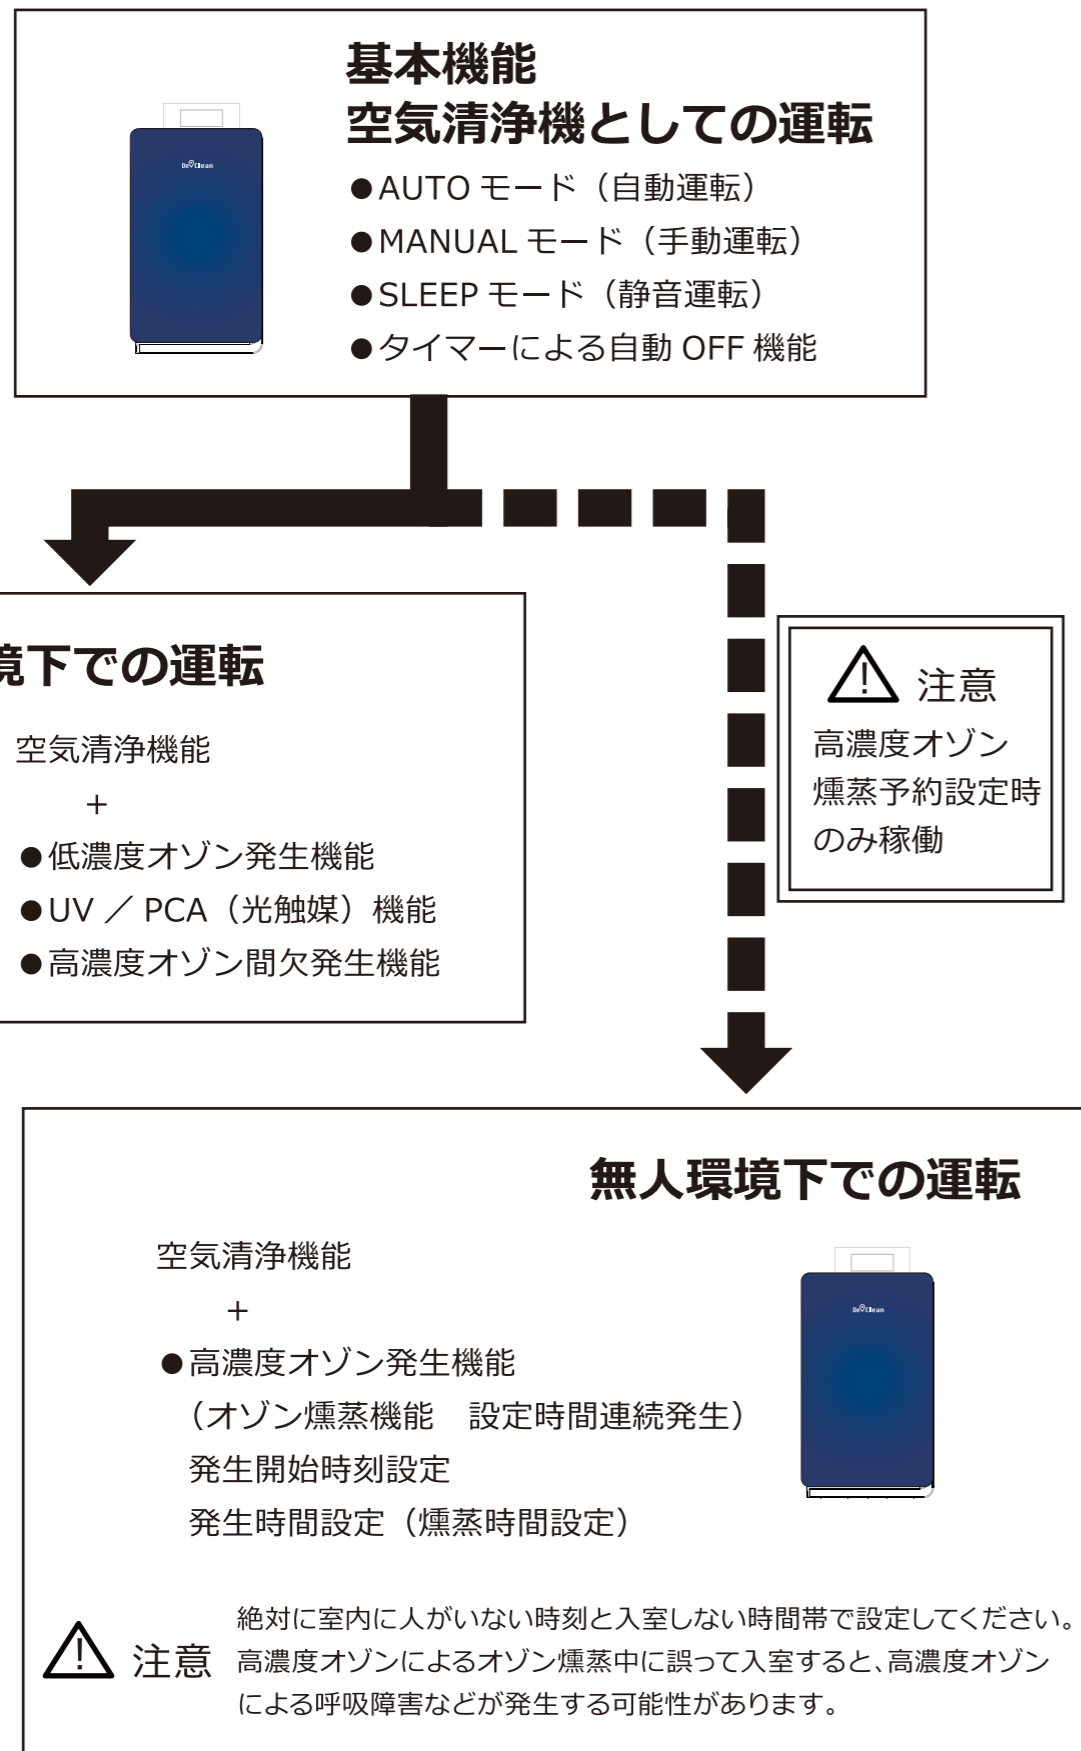 基本機能
空気清浄機としての運転
DevClean
●AUTO モード（自動運転）
●MANUAL モード（手動運転）
●SLEEP モード（静音運転）
●タイマーによる自動 OFF 機能
境下での運転
空気清浄機能
+
●低濃度オゾン発生機能
●UV ／ PCA（光触媒）機能
●高濃度オゾン間欠発生機能
注意
高濃度オゾン
燻蒸予約設定時
のみ稼働
無人環境下での運転
空気清浄機能
+
●高濃度オゾン発生機能
（オゾン燻蒸機能　設定時間連続発生）
発生開始時刻設定
発生時間設定（燻蒸時間設定）
DevClean
注意
絶対に室内に人がいない時刻と入室しない時間帯で設定してください。
高濃度オゾンによるオゾン燻蒸中に誤って入室すると、高濃度オゾン
による呼吸障害などが発生する可能性があります。